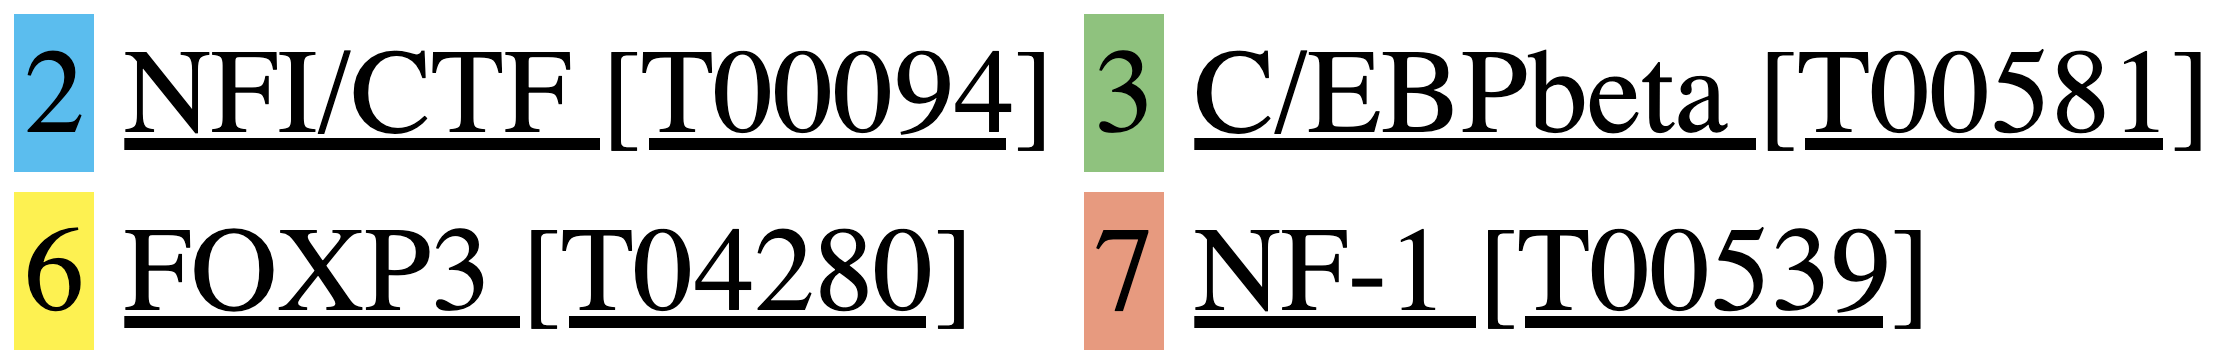 2 NFI/CTF [T00094] 3 C/EBPbeta [T00581]
6 FOXP3 [T04280] 7 NF-1 [T00539]